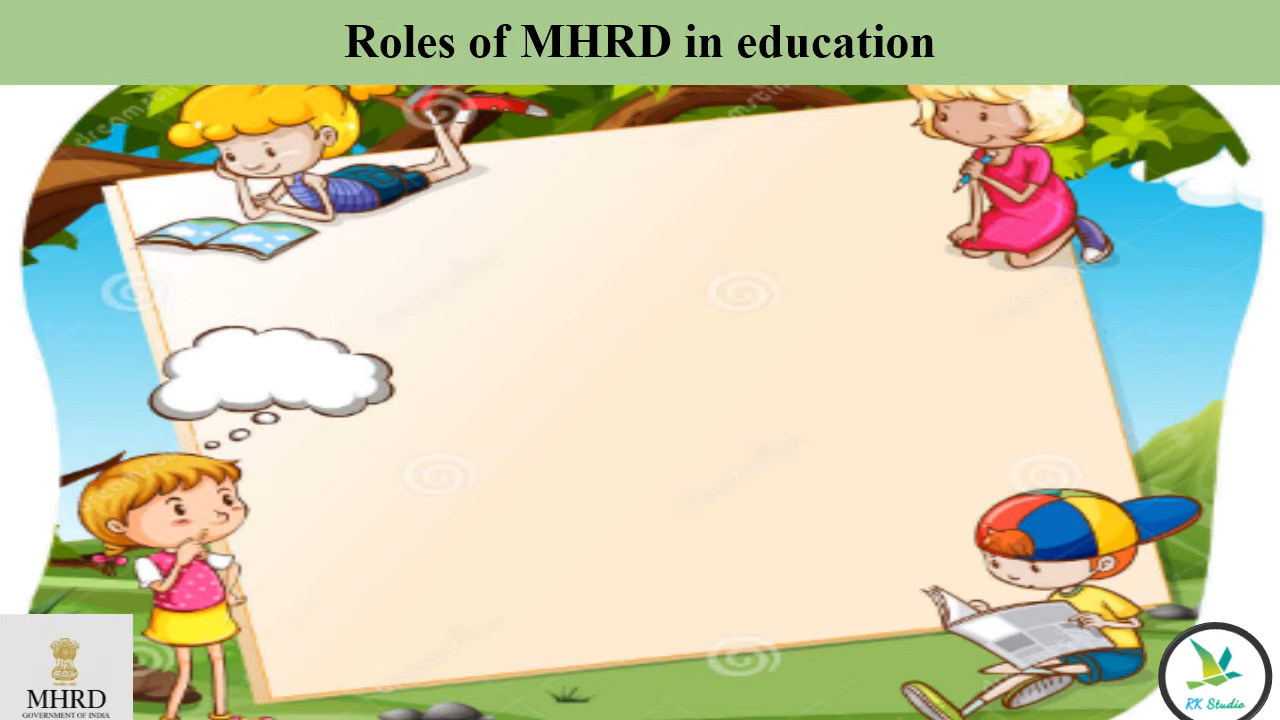 Roles of MHRD in education
MHRD
GOVERNMENT OF INDIA
RK Studio